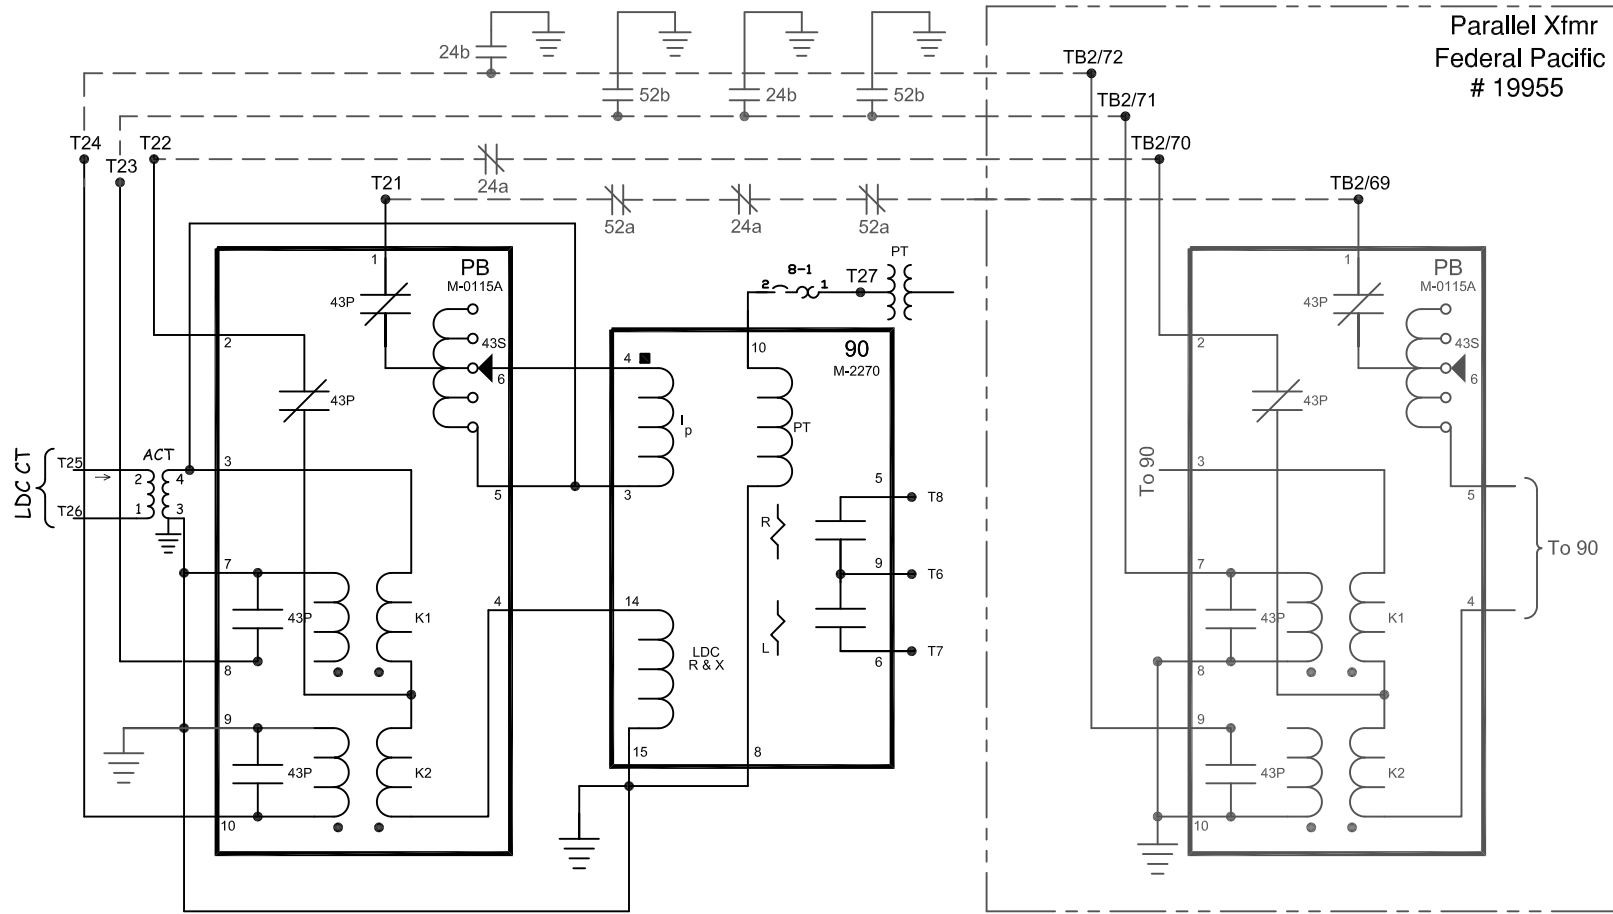 Parallel Xfmr
Federal Pacific
# 19955
24b
TB2/72
52b
24b
52b
TB2/71
T24
T22
T23
TB2/70
24a
T21
TB2/69
52a
24a
52a
PT
8-1
T27
2
1
1
PB
M-0115A
43P
43S
6
2
43P
10
90
M-2270
4
I
p
PT
1
PB
M-0115A
43P
43S
6
2
43P
LDC CT
T25
→
T26
ACT
2
4
1
3
3
5
3
5
T8
R
9
T6
L
6
T7
To 90
3
5
To 90
7
43P
K1
8
4
14
LDC
R & X
7
43P
K1
8
4
9
43P
K2
10
15
8
9
43P
K2
10